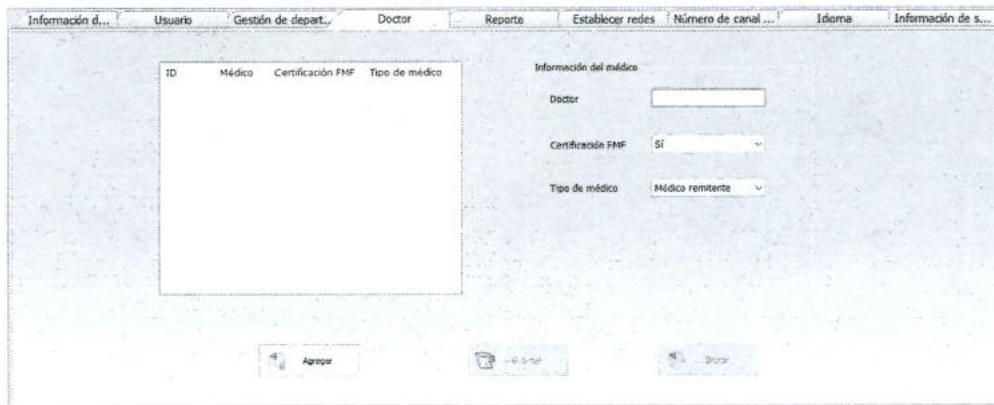 Información d... Usuario Gestión de depart... Doctor Reporte Establecer redes Número de canal ... Idioma Información de s...
ID Médico Certificación FMF Tipo de médico
Información del médico
Doctor
Certificación FMF Sí
Tipo de médico Médico remitente
Agregar